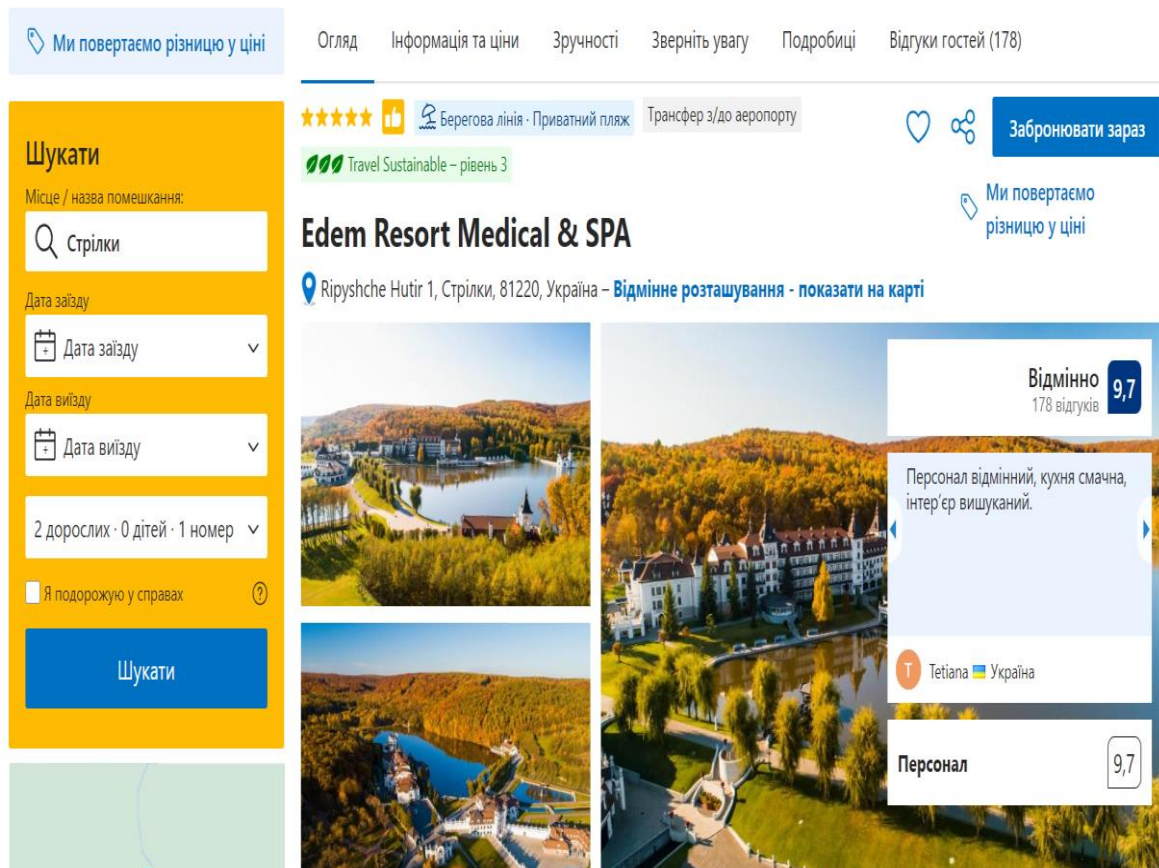 Ми повертаємо різницю у ціні
Огляд Інформація та ціни Зручності Зверніть увагу Подробиці Відгуки гостей (178)
Шукати
Місце / назва помешкання:
Стрілки
Дата заїзду
Дата заїзду
Дата виїзду
Дата виїзду
2 дорослих · 0 дітей · 1 номер
Я подорожую у справах
Шукати
Берегова лінія · Приватний пляж
Трансфер з/до аеропорту
Забронювати зараз
Travel Sustainable – рівень 3
Ми повертаємо
різницю у ціні
Edem Resort Medical & SPA
Ripyshche Hutir 1, Стрілки, 81220, Україна – Відмінне розташування - показати на карті
Відмінно
178 відгуків
9,7
Персонал відмінний, кухня смачна,
інтер’єр вишуканий.
T Tetiana Україна
Персонал 9,7